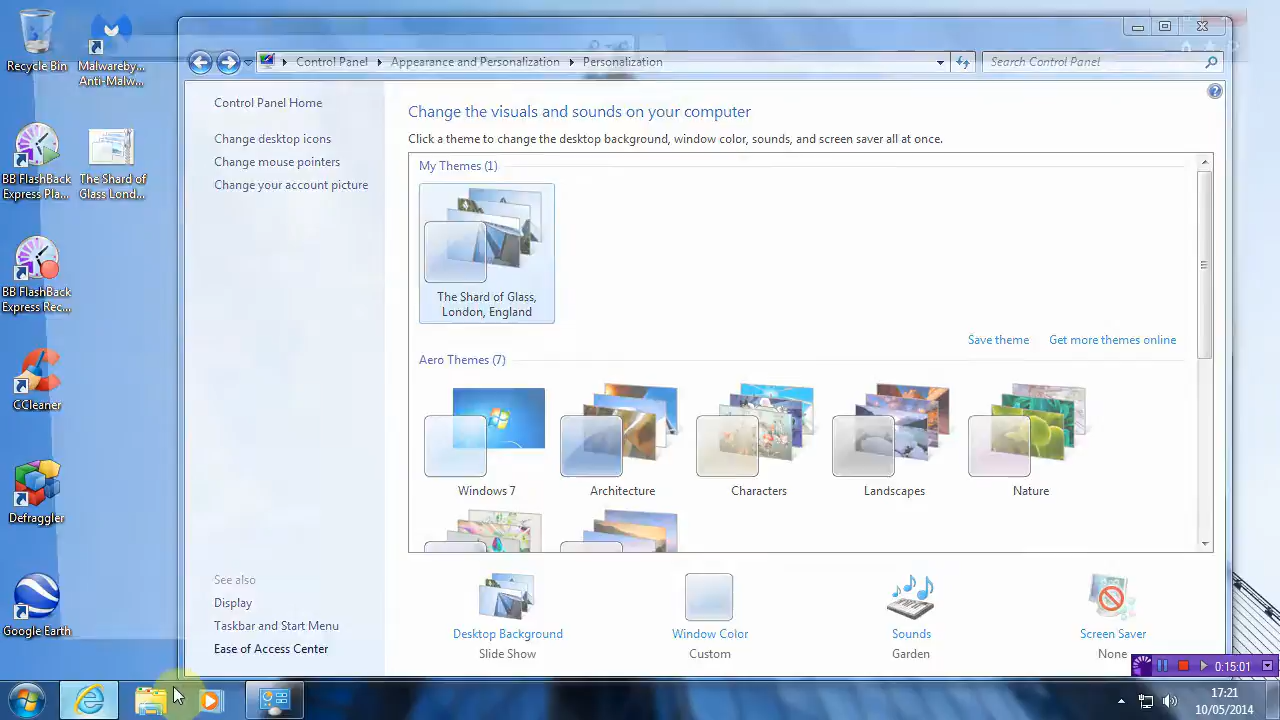 Recycle Bin
Malwareby...
Anti-Malw...
BB FlashBack
Express Pla...
The Shard of
Glass Lond...
BB FlashBack
Express Rec...
CCleaner
Defraggler
Google Earth
Control Panel
Appearance and Personalization
Personalization
Search Control Panel
Control Panel Home
Change desktop icons
Change mouse pointers
Change your account picture
See also
Display
Taskbar and Start Menu
Ease of Access Center
Change the visuals and sounds on your computer
Click a theme to change the desktop background, window color, sounds, and screen saver all at once.
My Themes (1)
The Shard of Glass,
London, England
Save theme
Get more themes online
Aero Themes (7)
Windows 7
Architecture
Characters
Landscapes
Nature
Desktop Background
Slide Show
Window Color
Custom
Sounds
Garden
Screen Saver
None
0:15:01
17:21
10/05/2014